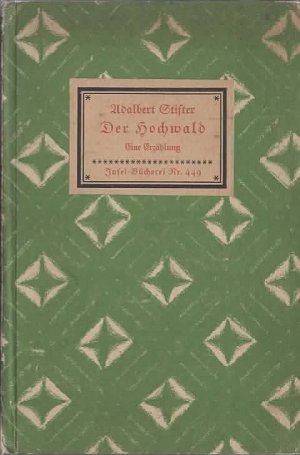 Adalbert Stifter
Der Hochwald
Eine Erzählung
Insel-Bücherei Nr. 449